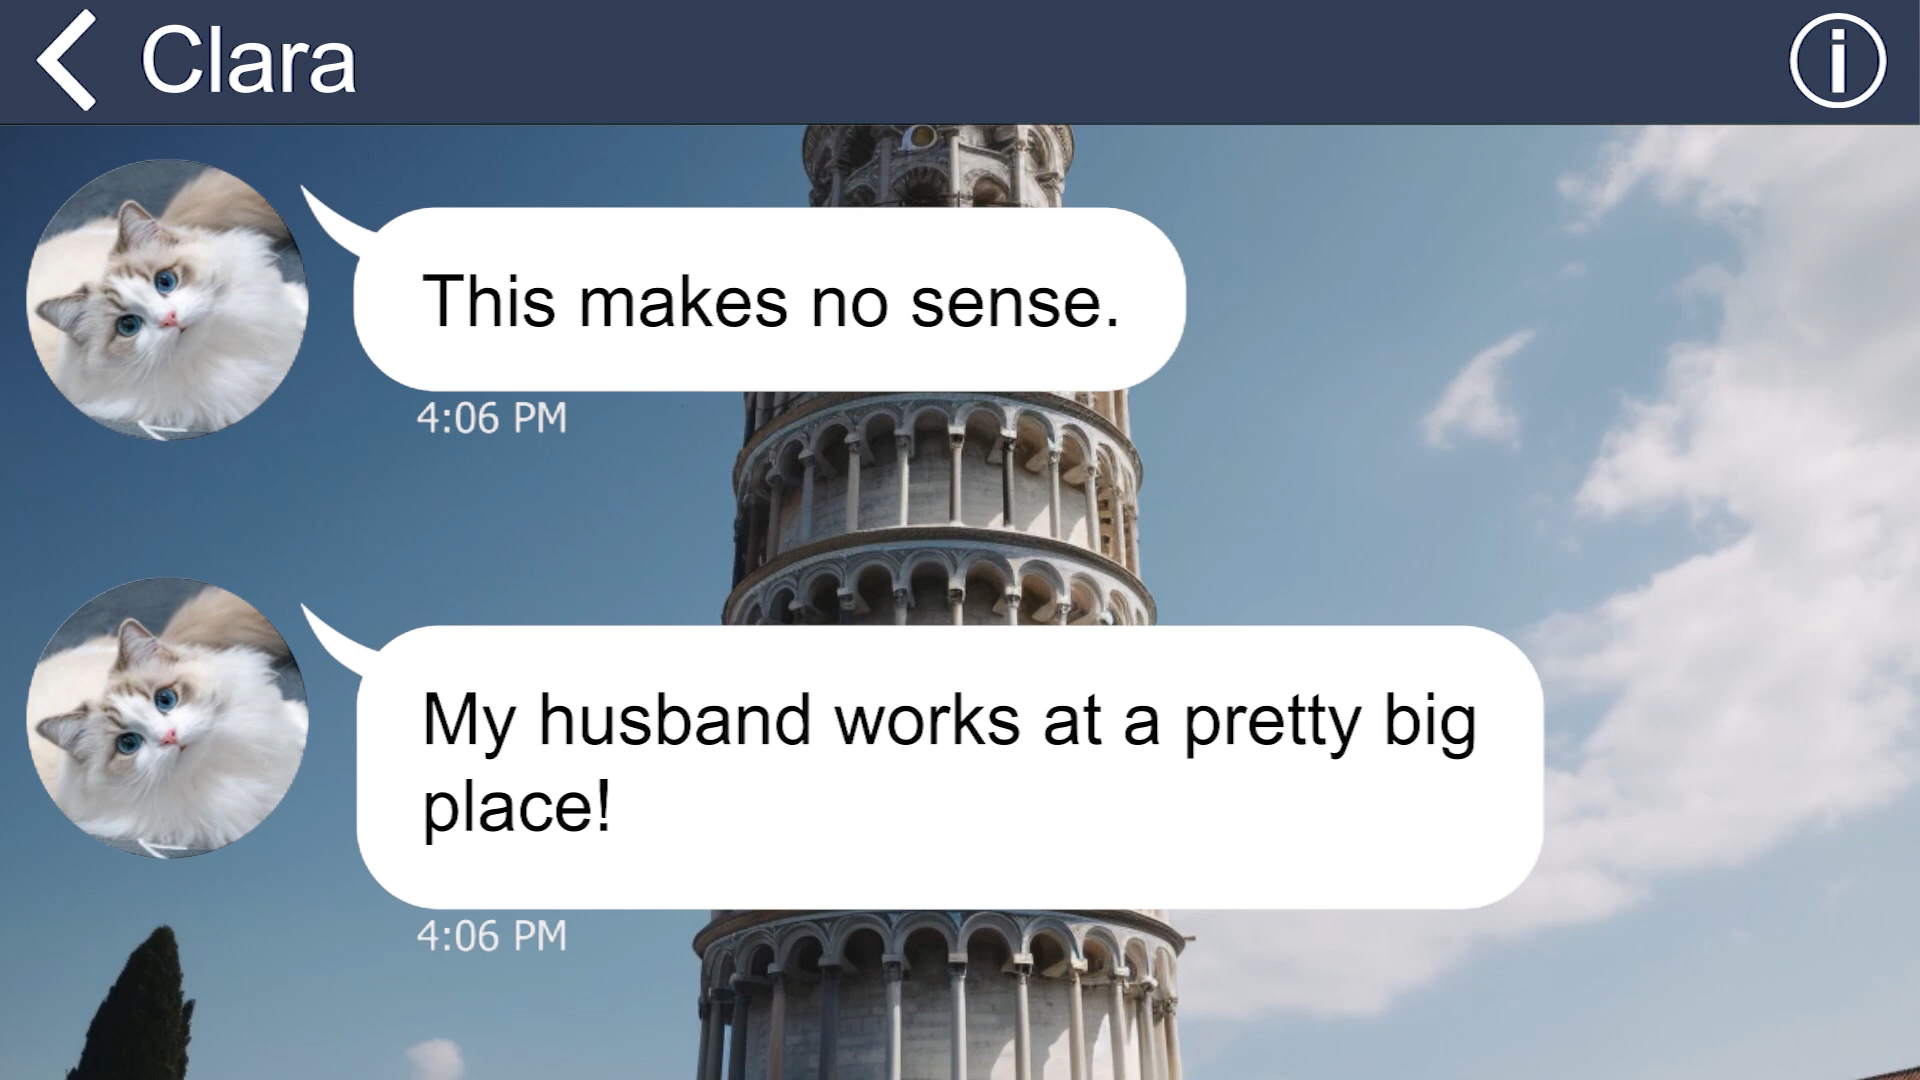 Clara
This makes no sense.
4:06 PM
My husband works at a pretty big
place!
4:06 PM